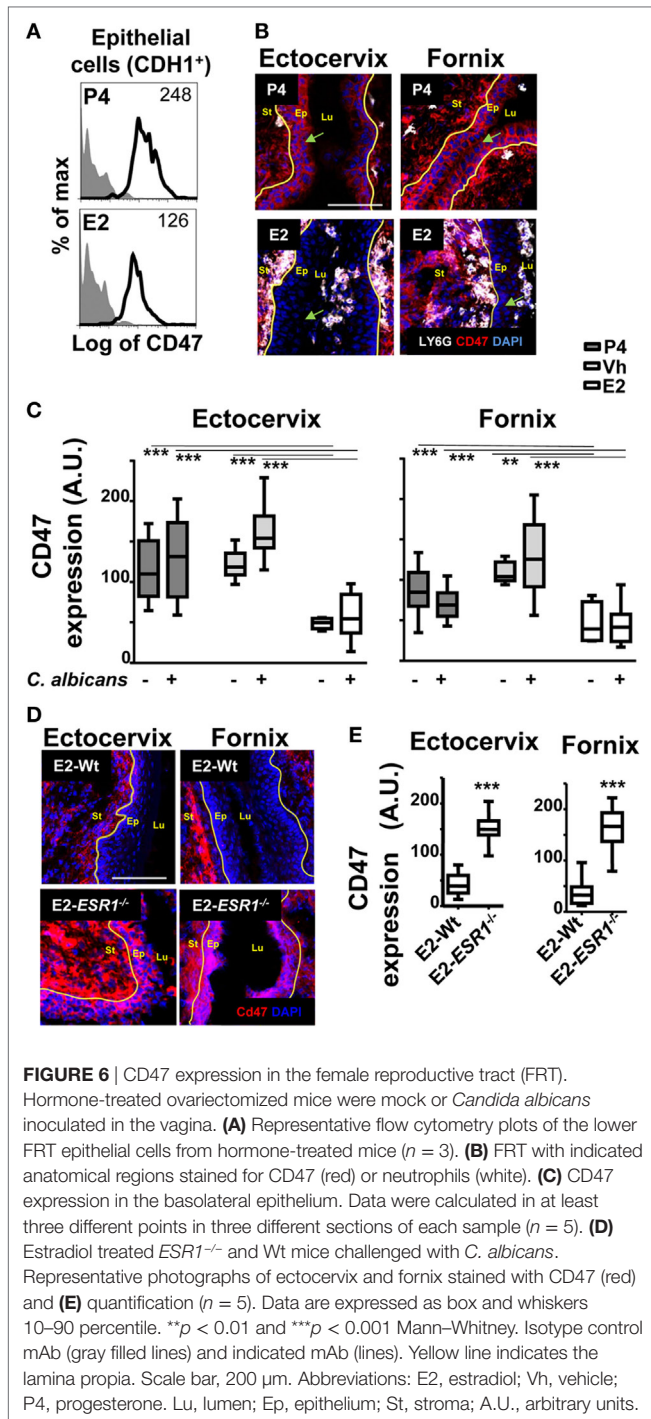 A
Epithelial
cells (CDH1+)
P4
248
E2
126
% of max
Log of CD47
B
Ectocervix
Fornix
P4
St
Ep
Lu
P4
St
Ep
Lu
E2
St
Ep
Lu
E2
St
Ep
Lu
LY6G CD47 DAPI
P4
Vh
E2
C
Ectocervix
Fornix
*** *** *** ***
*** *** ** ***
CD47
expression (A.U.)
150
100
50
0
C. albicans - + - + - + - + - + - +
D
Ectocervix
Fornix
E2-Wt
St
Ep
Lu
E2-Wt
St
Ep
Lu
E2-ESR1-/-
St
Ep
Lu
E2-ESR1-/-
St
Ep
Lu
Cd47 DAPI
E
Ectocervix
Fornix
CD47
expression (A.U.)
150
100
50
0
***
E2-Wt
E2-ESR1-/-
150
100
50
0
***
E2-Wt
E2-ESR1-/-
FIGURE 6 | CD47 expression in the female reproductive tract (FRT).
Hormone-treated ovariectomized mice were mock or Candida albicans
inoculated in the vagina. (A) Representative flow cytometry plots of the lower
FRT epithelial cells from hormone-treated mice (n = 3). (B) FRT with indicated
anatomical regions stained for CD47 (red) or neutrophils (white). (C) CD47
expression in the basolateral epithelium. Data were calculated in at least
three different points in three different sections of each sample (n = 5). (D)
Estradiol treated ESR1−/− and Wt mice challenged with C. albicans.
Representative photographs of ectocervix and fornix stained with CD47 (red)
and (E) quantification (n = 5). Data are expressed as box and whiskers
10–90 percentile. **p < 0.01 and ***p < 0.001 Mann–Whitney. Isotype control
mAb (gray filled lines) and indicated mAb (lines). Yellow line indicates the
lamina propia. Scale bar, 200 μm. Abbreviations: E2, estradiol; Vh, vehicle;
P4, progesterone. Lu, lumen; Ep, epithelium; St, stroma; A.U., arbitrary units.